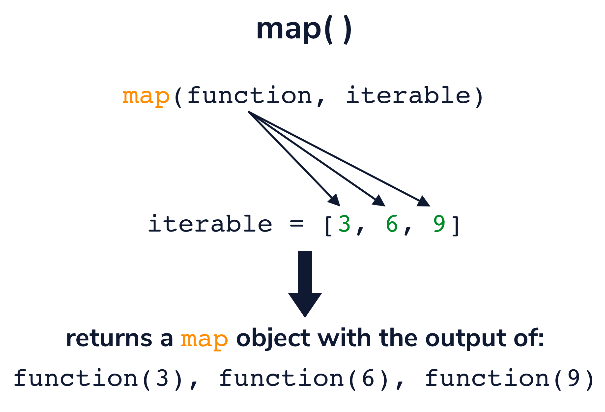 map()
map(function, iterable)
iterable = [3, 6, 9]
returns a map object with the output of:
function(3), function(6), function(9)